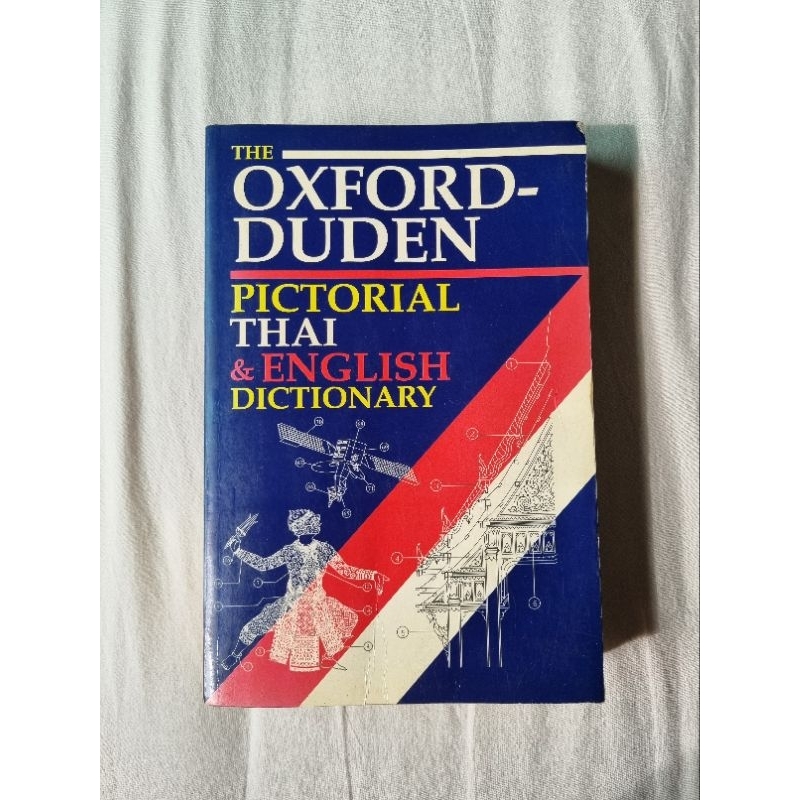 THE
OXFORD-
DUDEN
PICTORIAL
THAI
& ENGLISH
DICTIONARY